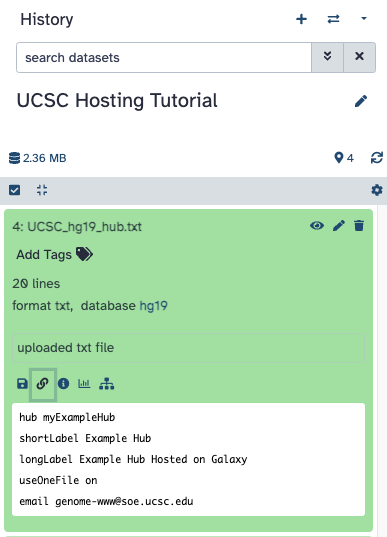 History
search datasets
UCSC Hosting Tutorial
2.36 MB
4
4: UCSC_hg19_hub.txt
Add Tags
20 lines
format txt, database hg19
uploaded txt file
hub myExampleHub
shortLabel Example Hub
longLabel Example Hub Hosted on Galaxy
useOneFile on
email genome-www@soe.ucsc.edu